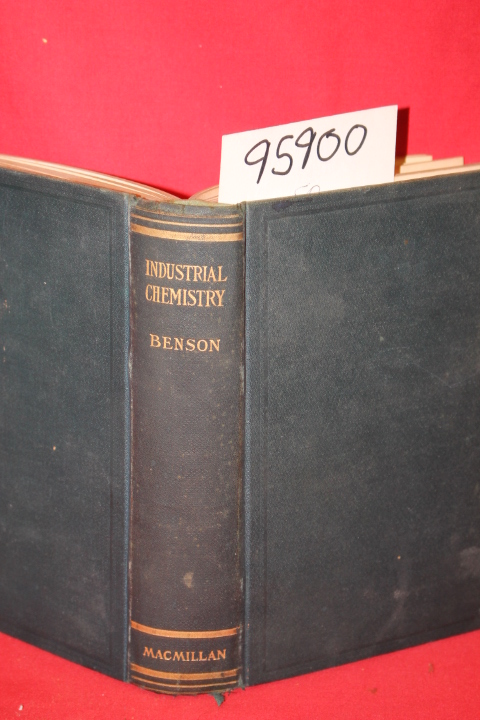 95900
INDUSTRIAL
CHEMISTRY
BENSON
MACMILLAN